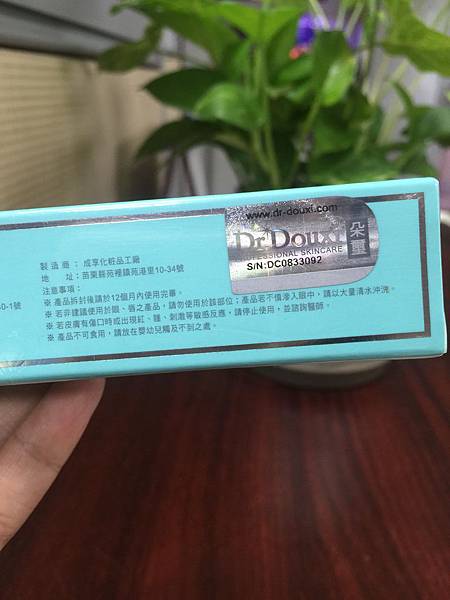 www.dr-douxi.com
Dr.Douxi 朵璽
PROFESSIONAL SKINCARE
S/N:DC0833092
製造廠：成享化粧品工廠
地　址：苗栗縣苑裡鎮苑港里10-34號
注意事項：
※ 產品拆封後請於12個月內使用完畢。
0-1號
※ 若非建議使用於眼、唇之產品，請勿使用於該部位；產品若不慎滲入眼中，請以大量清水沖洗。
※ 若皮膚有傷口時或出現紅、腫、刺激等敏感反應，請停止使用，並諮詢醫師。
※ 產品不可食用，請放在嬰幼兒觸及不到之處。